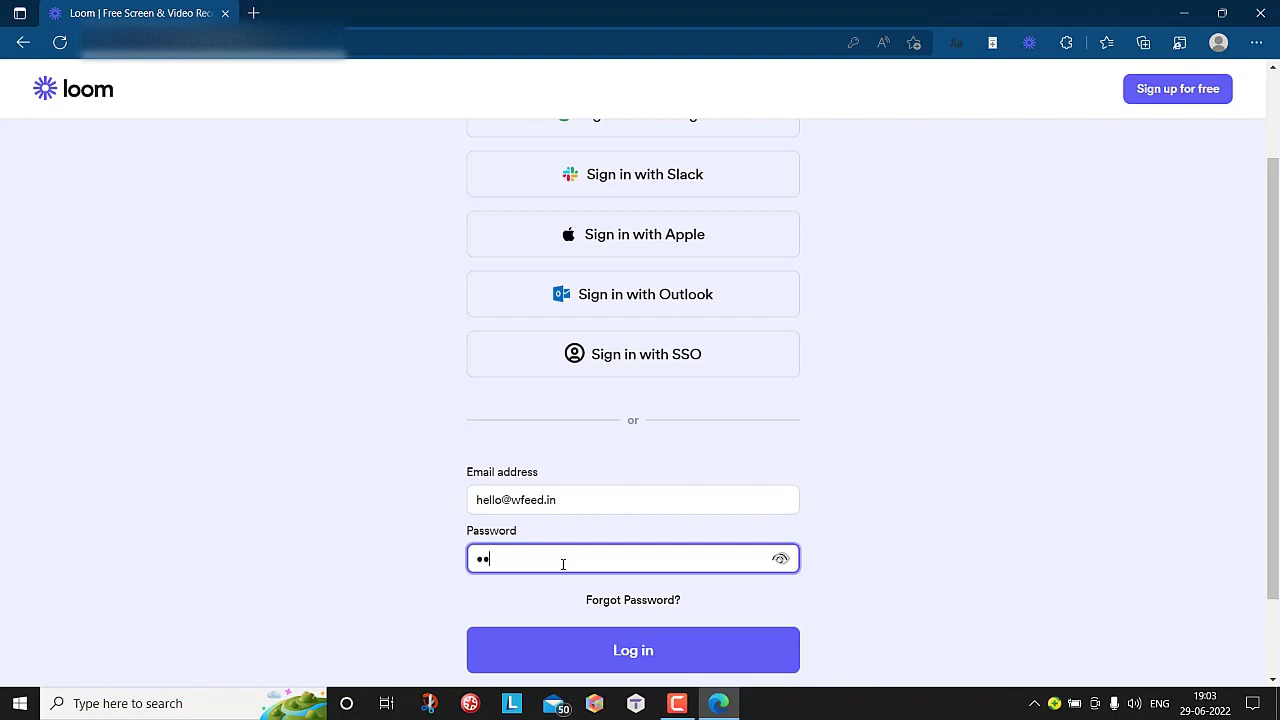 Loom | Free Screen & Video Rec
loom
Sign up for free
Sign in with Slack
Sign in with Apple
Sign in with Outlook
Sign in with SSO
or
Email address
hello@wfeed.in
Password
Forgot Password?
Log in
Type here to search
50
ENG
19:03
29-06-2022